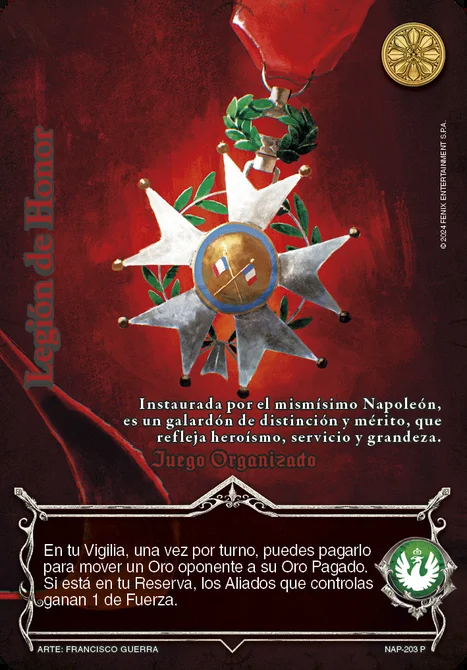 Legión de Honor
© 2024 FENIX ENTERTAINMENT S.P.A.
Instaurada por el mismísimo Napoleón,
es un galardón de distinción y mérito, que
refleja heroísmo, servicio y grandeza.
Juego Organizado
En tu Vigilia, una vez por turno, puedes pagarlo
para mover un Oro oponente a su Oro Pagado.
Si está en tu Reserva, los Aliados que controlas
ganan 1 de Fuerza.
ARTE: FRANCISCO GUERRA
NAP-203 P